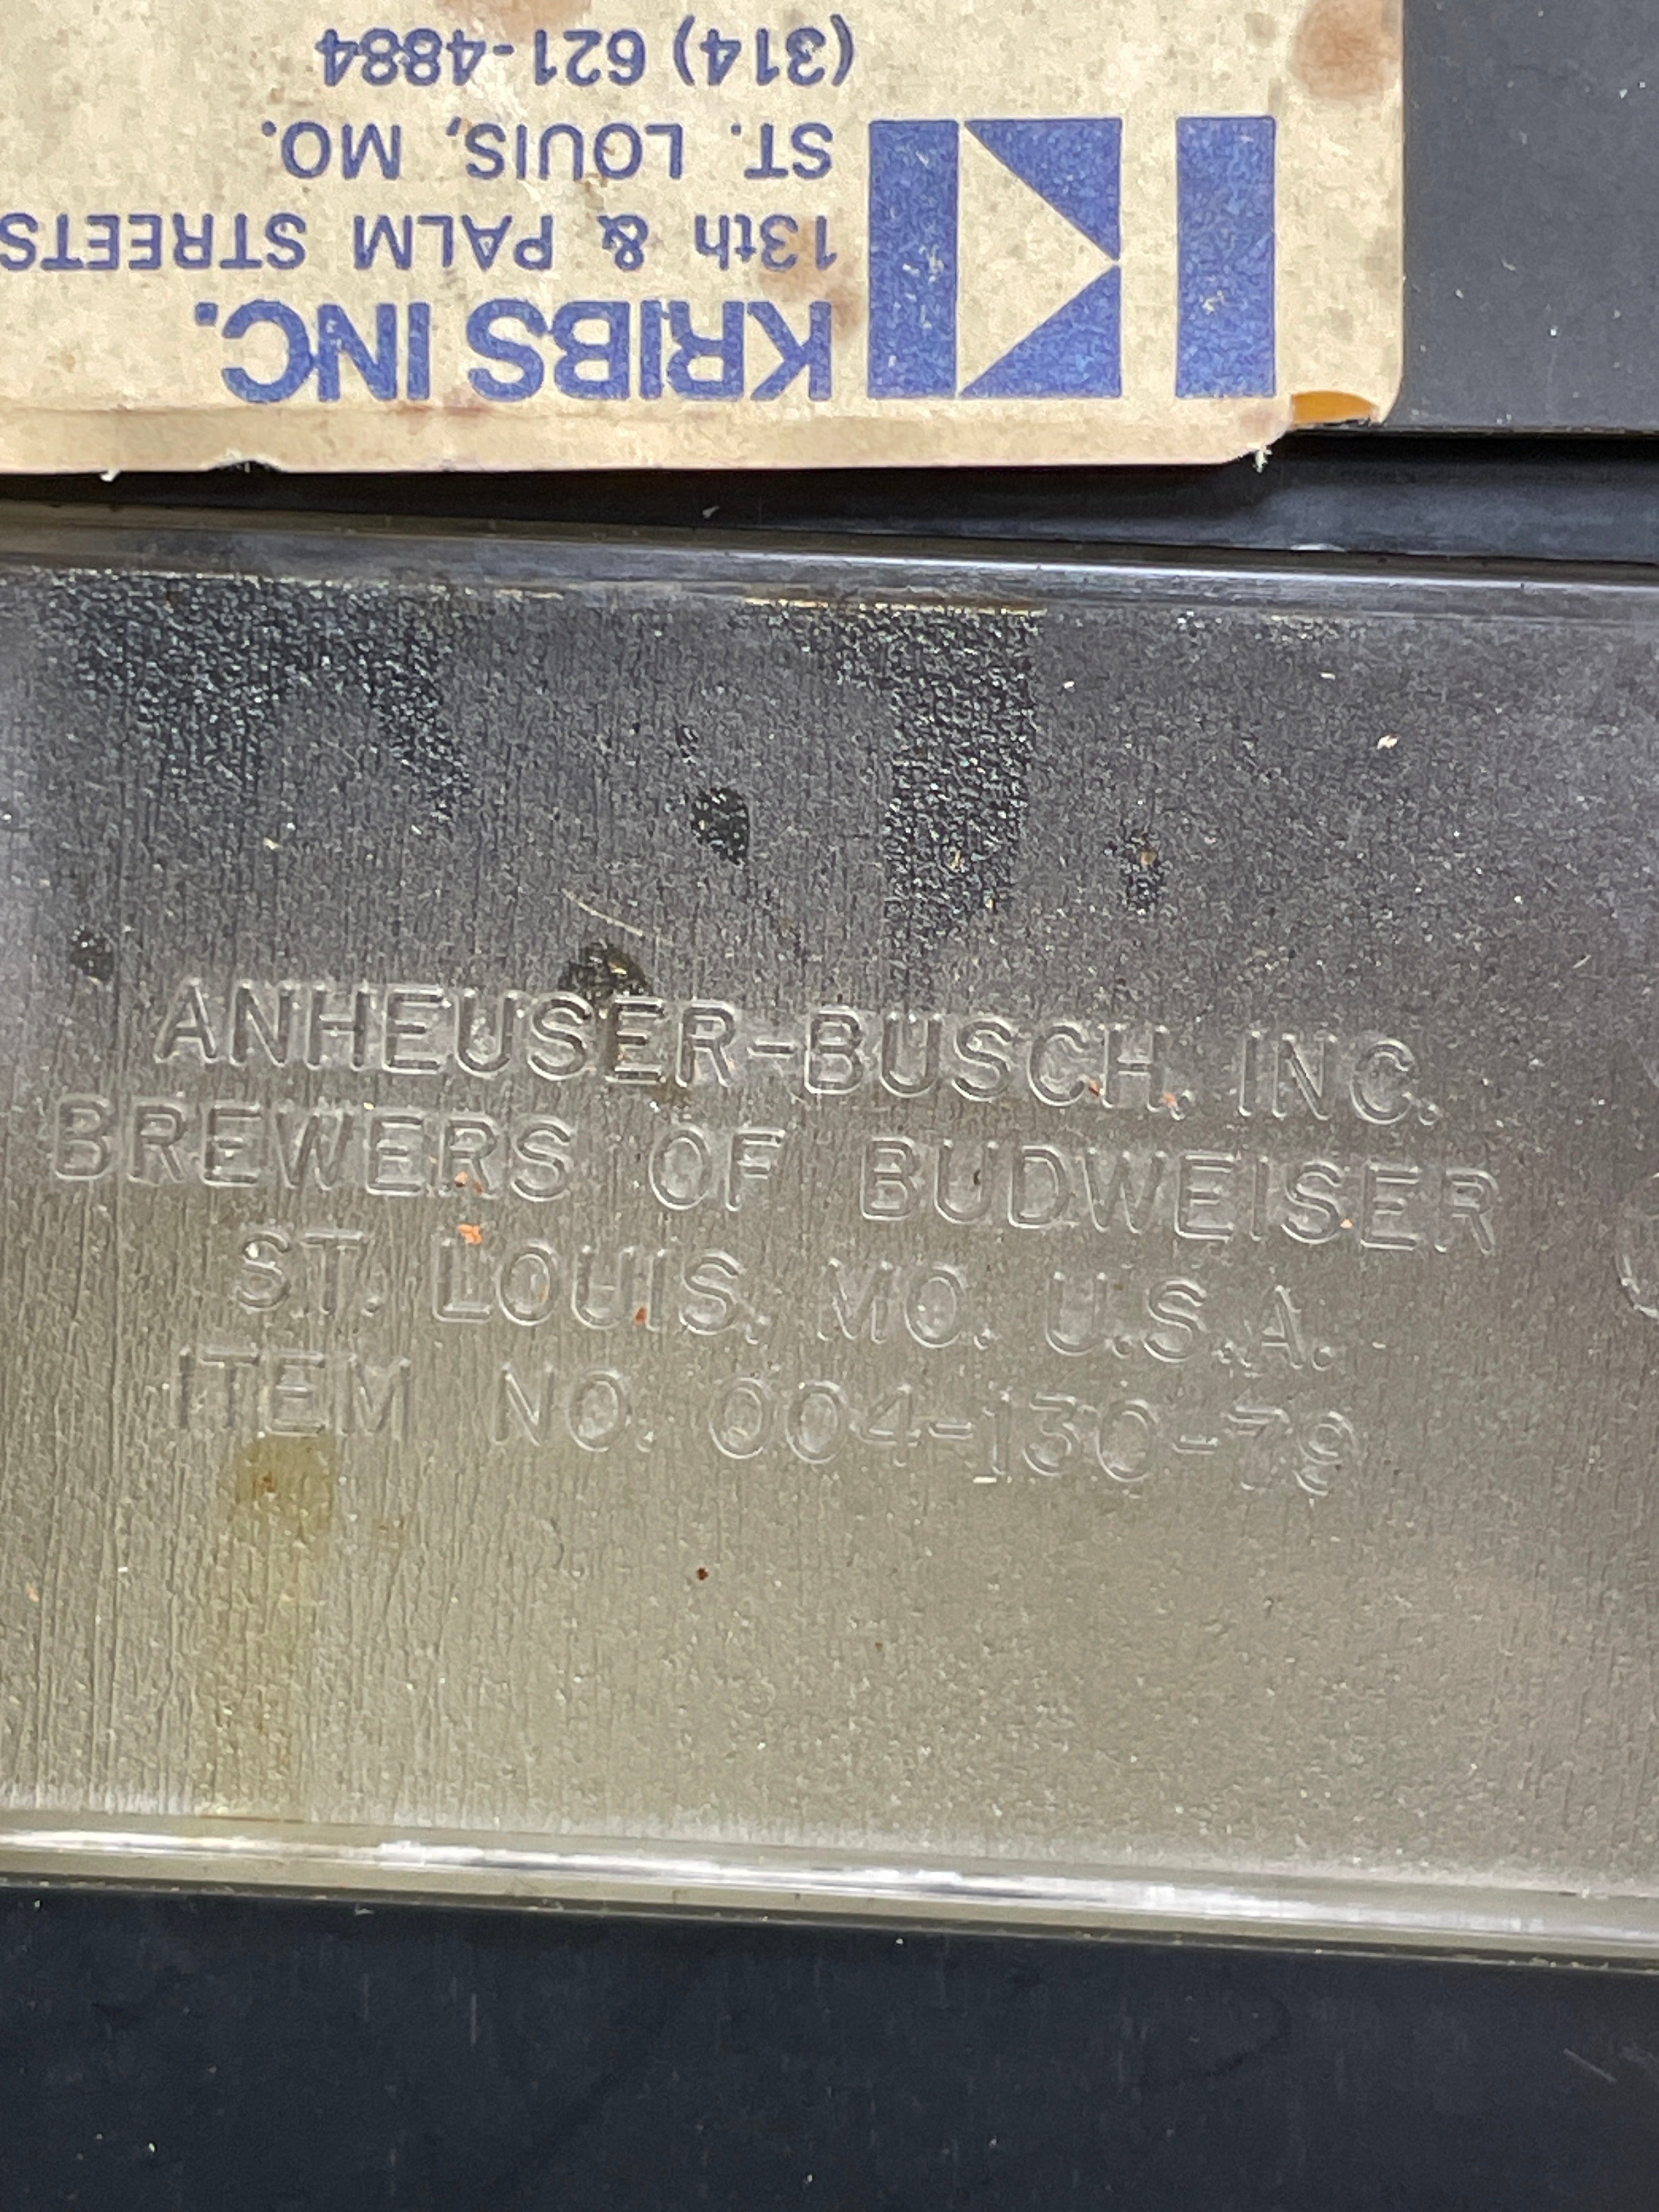 KRIBS INC.
13th & PALM STREETS
ST. LOUIS, MO.
(314) 621-4884
ANHEUSER-BUSCH, INC.
BREWERS OF BUDWEISER
ST. LOUIS, MO. U.S.A.
ITEM NO. 004-130-79